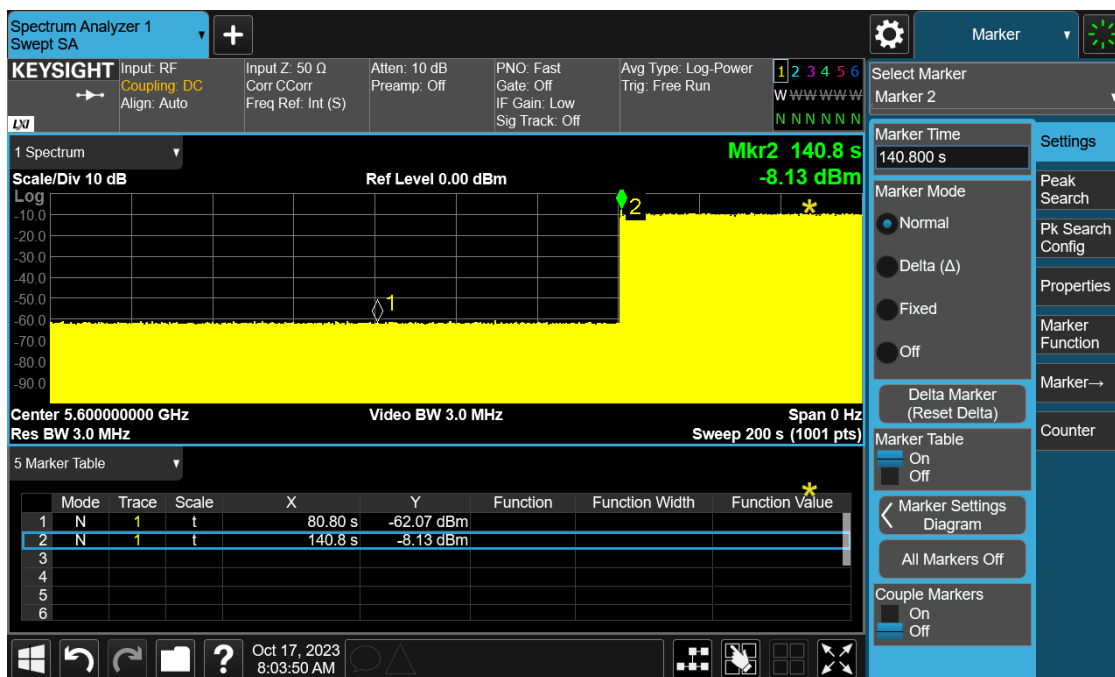 Spectrum Analyzer 1
Swept SA
Marker
KEYSIGHT
LXI
Input: RF
Coupling: DC
Align: Auto
Input Z: 50 Ω
Corr CCorr
Freq Ref: Int (S)
Atten: 10 dB
Preamp: Off
PNO: Fast
Gate: Off
IF Gain: Low
Sig Track: Off
Avg Type: Log-Power
Trig: Free Run
1 2 3 4 5 6
W W W W W W
N N N N N N
Select Marker
Marker 2
1 Spectrum
Mkr2 140.8 s
-8.13 dBm
Scale/Div 10 dB
Ref Level 0.00 dBm
Log
-10.0
-20.0
-30.0
-40.0
-50.0
-60.0
-70.0
-80.0
-90.0
1
2
*
Center 5.600000000 GHz
Video BW 3.0 MHz
Span 0 Hz
Res BW 3.0 MHz
Sweep 200 s (1001 pts)
5 Marker Table
*
Mode Trace Scale X Y Function Function Width Function Value
1 N 1 t 80.80 s -62.07 dBm
2 N 1 t 140.8 s -8.13 dBm
3
4
5
6
Marker Time
140.800 s
Marker Mode
Normal
Delta (Δ)
Fixed
Off
Delta Marker
(Reset Delta)
Marker Table
On
Off
Marker Settings
Diagram
All Markers Off
Couple Markers
On
Off
Settings
Peak
Search
Pk Search
Config
Properties
Marker
Function
Marker→
Counter
?
Oct 17, 2023
8:03:50 AM